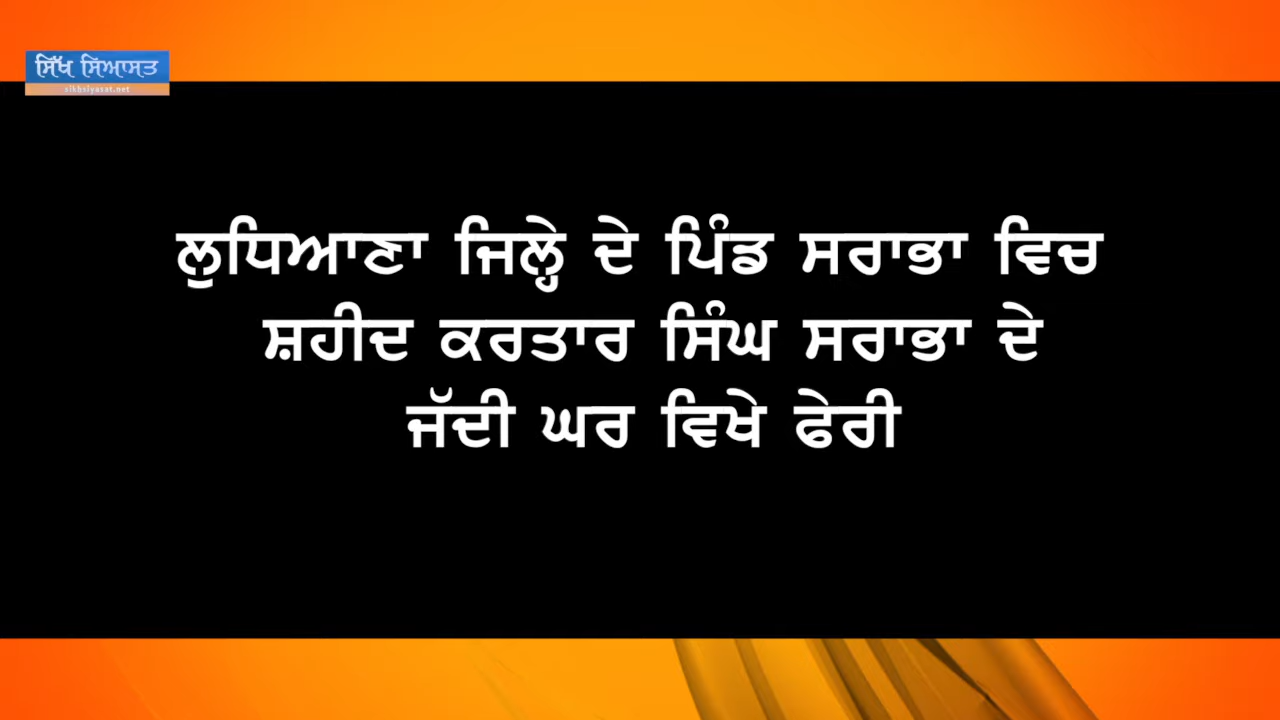 ਸਿੱਖ ਸਿਆਸਤ
sikhsiyasat.net
ਲੁਧਿਆਣਾ ਜਿਲ੍ਹੇ ਦੇ ਪਿੰਡ ਸਰਾਭਾ ਵਿਚ
ਸ਼ਹੀਦ ਕਰਤਾਰ ਸਿੰਘ ਸਰਾਭਾ ਦੇ
ਜੱਦੀ ਘਰ ਵਿਖੇ ਫੇਰੀ